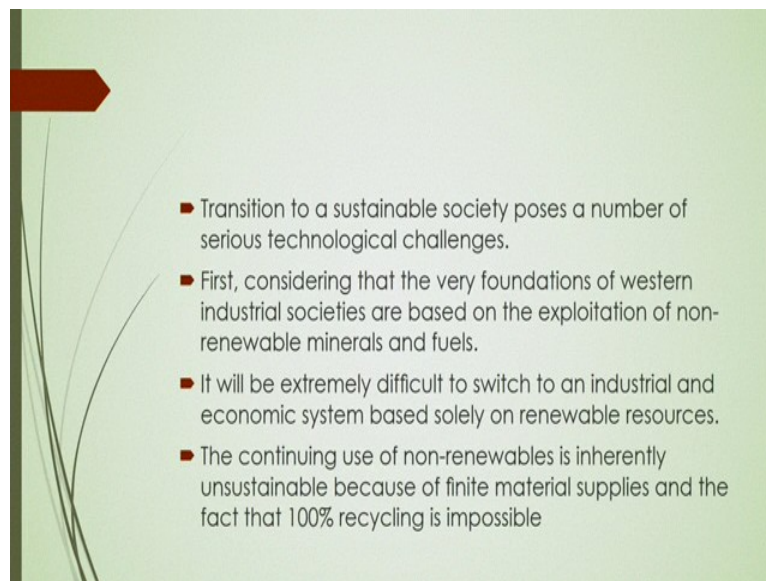 Transition to a sustainable society poses a number of
serious technological challenges.
First, considering that the very foundations of western
industrial societies are based on the exploitation of non-
renewable minerals and fuels.
It will be extremely difficult to switch to an industrial and
economic system based solely on renewable resources.
The continuing use of non-renewables is inherently
unsustainable because of finite material supplies and the
fact that 100% recycling is impossible